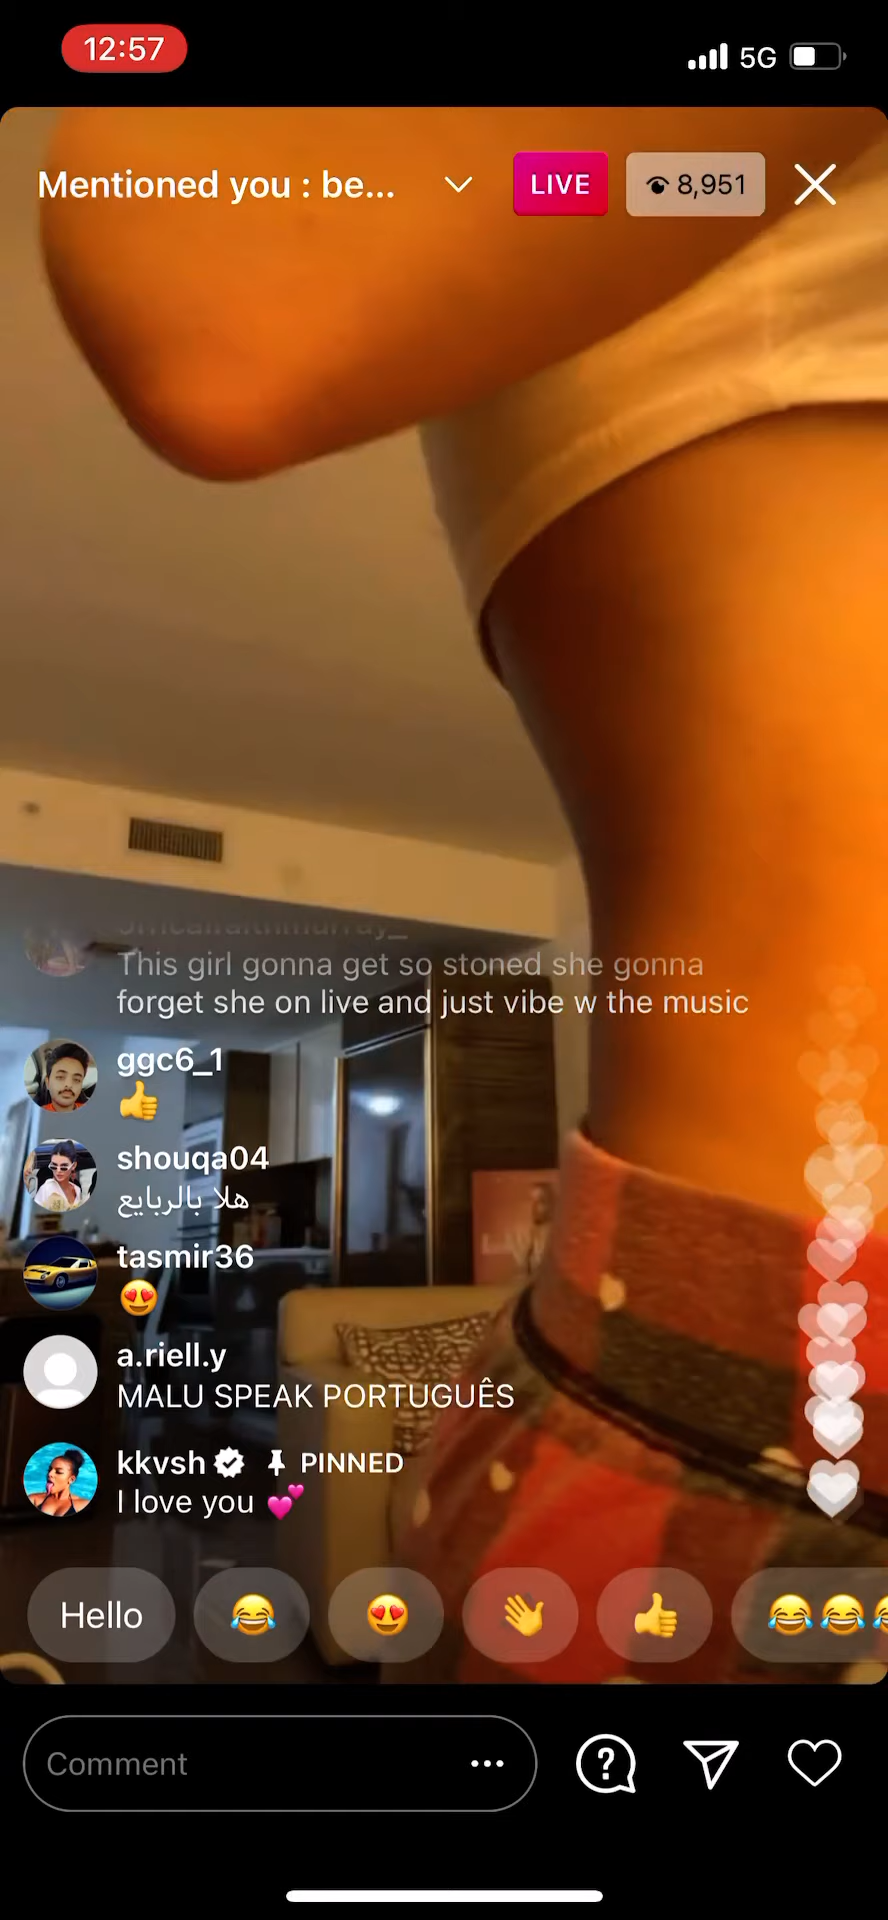 12:57
5G
Mentioned you : be...
LIVE
8,951
This girl gonna get so stoned she gonna
forget she on live and just vibe w the music
ggc6_1
👍
shouqa04
هلا بالربايع
tasmir36
😍
a.riell.y
MALU SPEAK PORTUGUÊS
kkvsh PINNED
I love you 💕
Hello 😂 😍 👋 👍 😂😂
Comment